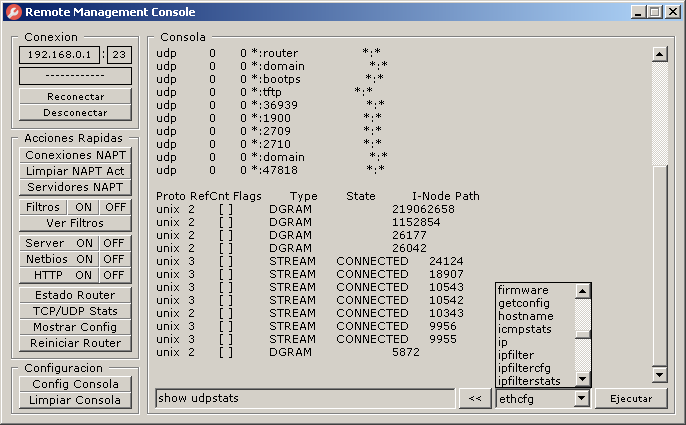 Remote Management Console
Conexion
192.168.0.1 : 23
------------
Reconectar
Desconectar
Acciones Rapidas
Conexiones NAPT
Limpiar NAPT Act
Servidores NAPT
Filtros ON OFF
Ver Filtros
Server ON OFF
Netbios ON OFF
HTTP ON OFF
Estado Router
TCP/UDP Stats
Mostrar Config
Reiniciar Router
Configuracion
Config Consola
Limpiar Consola
Consola
udp 0 0 *:router *:*
udp 0 0 *:domain *:*
udp 0 0 *:bootps *:*
udp 0 0 *:tftp *:*
udp 0 0 *:36939 *:*
udp 0 0 *:1900 *:*
udp 0 0 *:2709 *:*
udp 0 0 *:2710 *:*
udp 0 0 *:domain *:*
udp 0 0 *:47818 *:*
Proto RefCnt Flags Type State I-Node Path
unix 2 [ ] DGRAM 219062658
unix 2 [ ] DGRAM 1152854
unix 2 [ ] DGRAM 26177
unix 2 [ ] DGRAM 26042
unix 3 [ ] STREAM CONNECTED 24124
unix 3 [ ] STREAM CONNECTED 18907
unix 3 [ ] STREAM CONNECTED 10543
unix 3 [ ] STREAM CONNECTED 10542
unix 2 [ ] STREAM CONNECTED 10343
unix 3 [ ] STREAM CONNECTED 9956
unix 3 [ ] STREAM CONNECTED 9955
unix 2 [ ] DGRAM 5872
firmware
getconfig
hostname
icmpstats
ip
ipfilter
ipfiltercfg
ipfilterstats
show udpstats << ethcfg Ejecutar